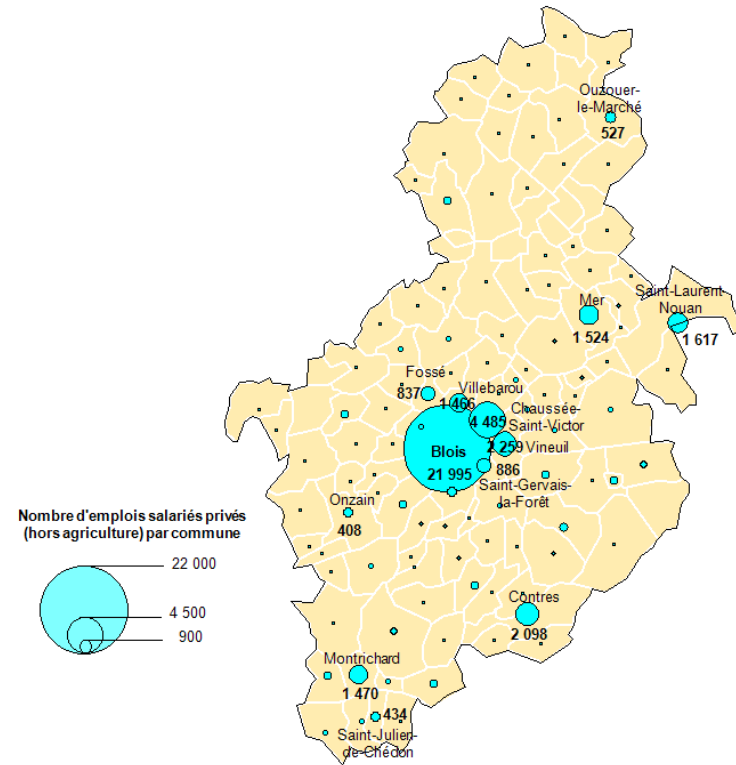 Ouzouer-
le-Marché
527
Saint-Laurent-
Nouan
1 617
Mer
1 524
Fossé
837
Villebarou
1 466
Chaussée-
Saint-Victor
4 485
2 259 Vineuil
Blois
21 995
886
Saint-Gervais-
la-Forêt
Onzain
408
Nombre d'emplois salariés privés
(hors agriculture) par commune
22 000
4 500
900
Contres
2 098
Montrichard
1 470
434
Saint-Julien-
de-Chédon